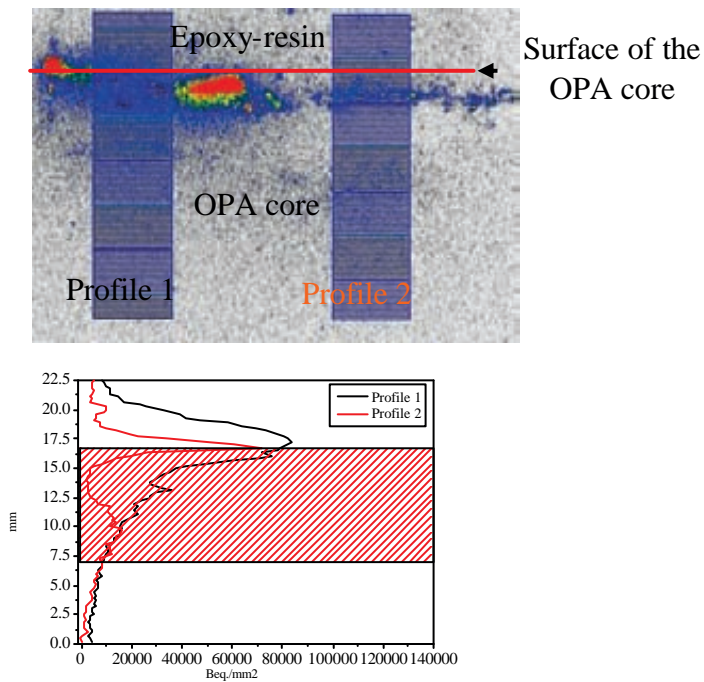 Epoxy-resin
Surface of the
OPA core
OPA core
Profile 1
Profile 2
22.5
20.0
17.5
15.0
12.5
10.0
7.5
5.0
2.5
0.0
mm
Profile 1
Profile 2
0 20000 40000 60000 80000 100000 120000 140000
Beq./mm2